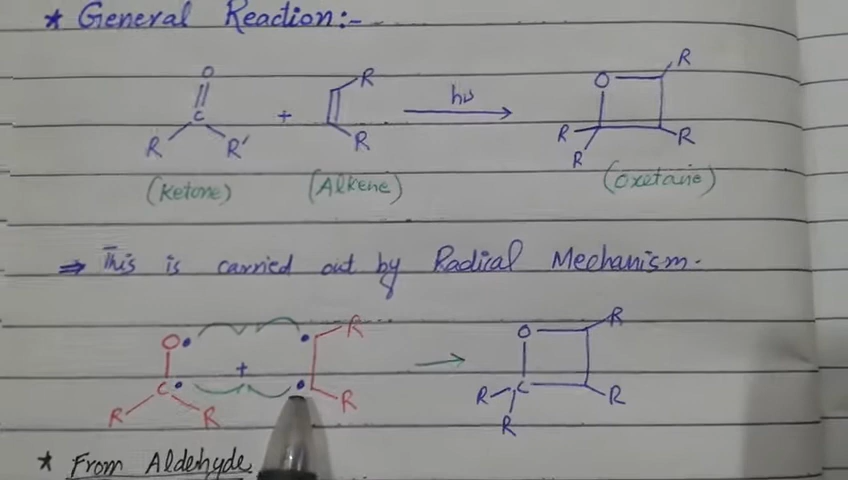 * General Reaction:-
O R hν O R
C + R R R
R R' R
(Ketone) (Alkene) (Oxetane)
⇒ This is carried out by Radical Mechanism.
O R O R
C + R R C R
R R R
* From Aldehyde